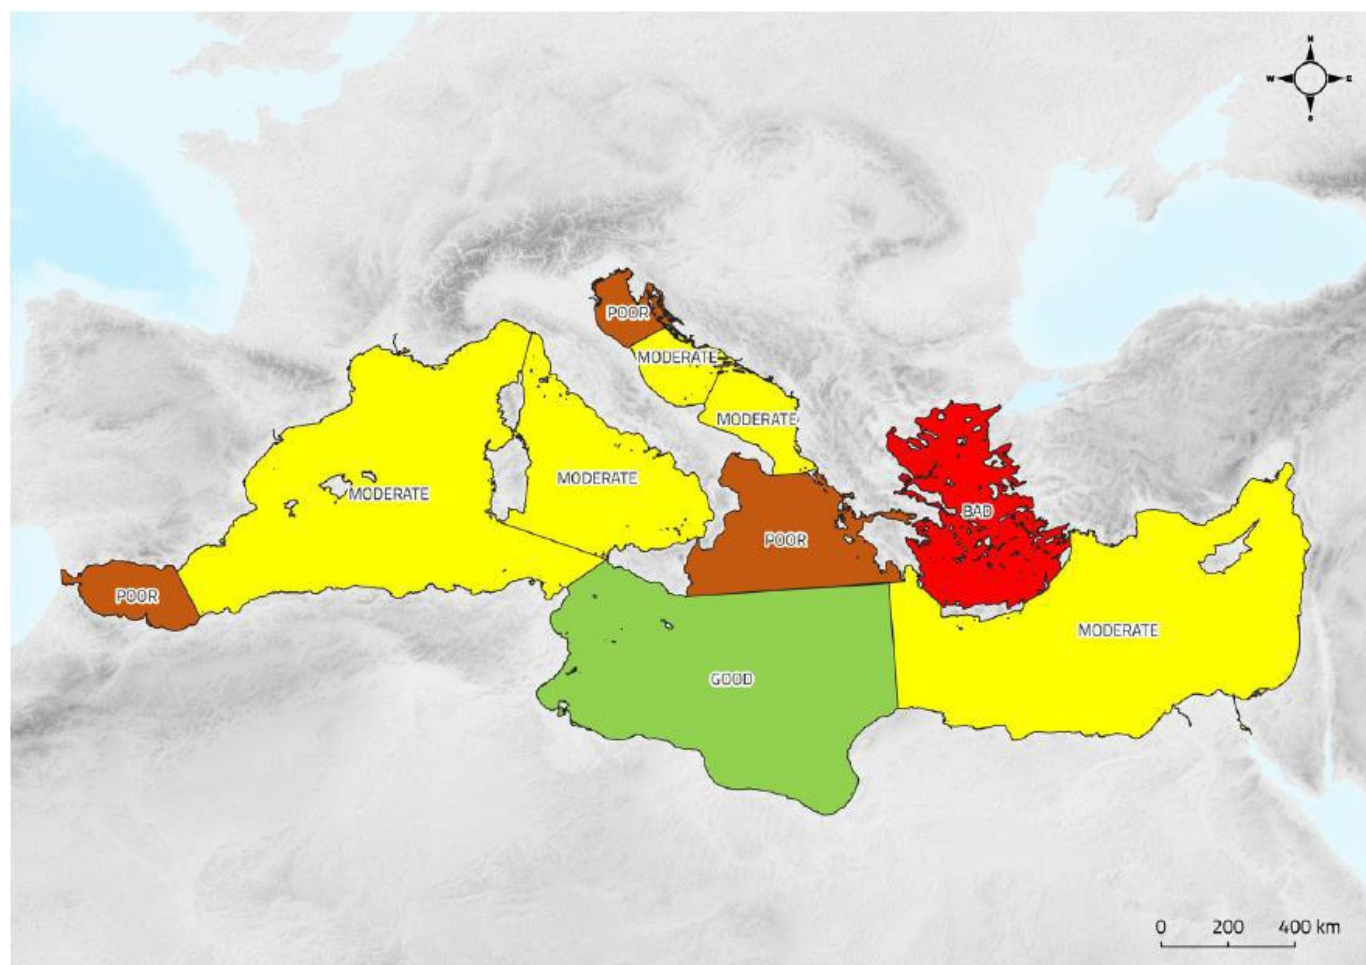 N
W E
S
POOR
MODERATE
MODERATE
MODERATE
MODERATE
BAD
POOR
POOR
MODERATE
GOOD
0 200 400 km